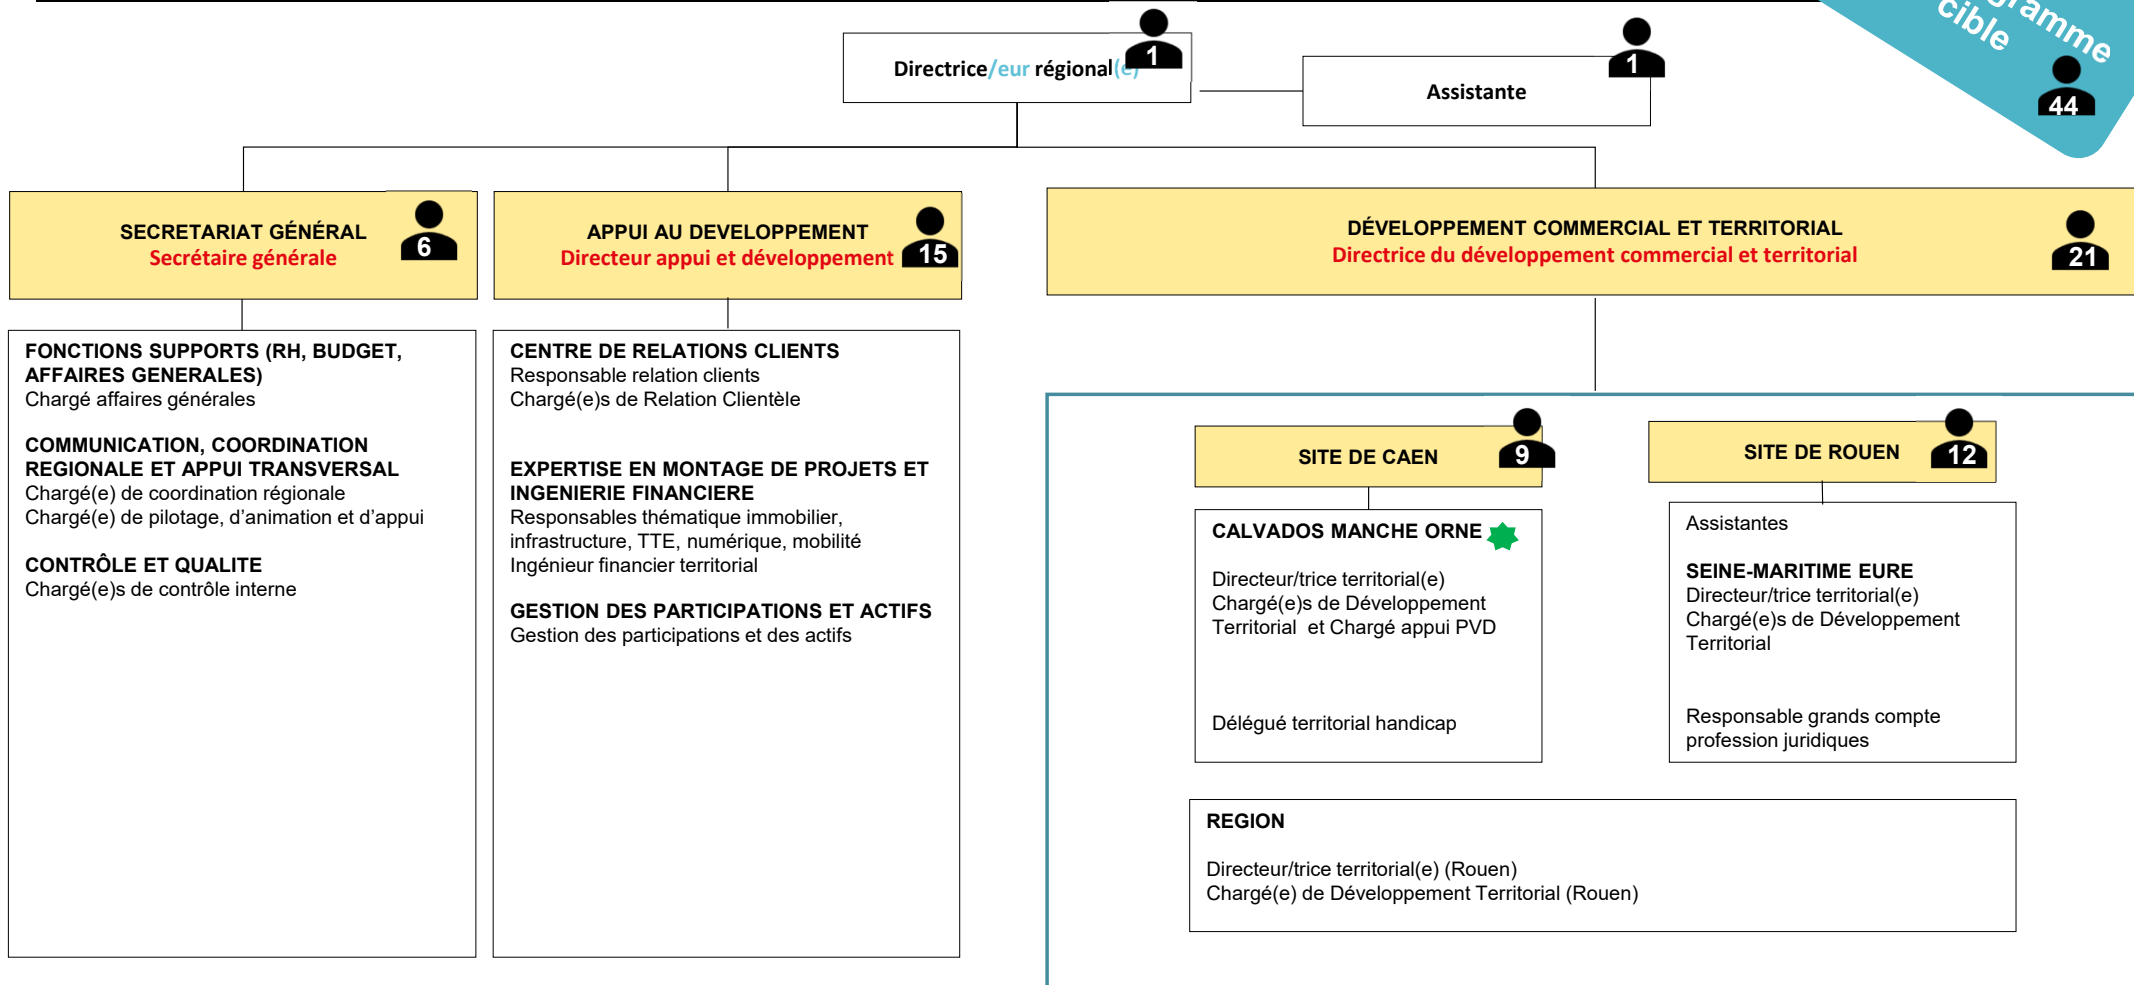 cible
44
Directrice/eur régional(e)
1
Assistante
1
SECRETARIAT GÉNÉRAL
Secrétaire générale
6
APPUI AU DEVELOPPEMENT
Directeur appui et développement
15
DÉVELOPPEMENT COMMERCIAL ET TERRITORIAL
Directrice du développement commercial et territorial
21
FONCTIONS SUPPORTS (RH, BUDGET,
AFFAIRES GENERALES)
Chargé affaires générales
COMMUNICATION, COORDINATION
REGIONALE ET APPUI TRANSVERSAL
Chargé(e) de coordination régionale
Chargé(e) de pilotage, d'animation et d'appui
CONTRÔLE ET QUALITE
Chargé(e)s de contrôle interne
CENTRE DE RELATIONS CLIENTS
Responsable relation clients
Chargé(e)s de Relation Clientèle
EXPERTISE EN MONTAGE DE PROJETS ET
INGENIERIE FINANCIERE
Responsables thématique immobilier,
infrastructure, TTE, numérique, mobilité
Ingénieur financier territorial
GESTION DES PARTICIPATIONS ET ACTIFS
Gestion des participations et des actifs
SITE DE CAEN
9
CALVADOS MANCHE ORNE
Directeur/trice territorial(e)
Chargé(e)s de Développement
Territorial et Chargé appui PVD
Délégué territorial handicap
SITE DE ROUEN
12
Assistantes
SEINE-MARITIME EURE
Directeur/trice territorial(e)
Chargé(e)s de Développement
Territorial
Responsable grands compte
profession juridiques
REGION
Directeur/trice territorial(e) (Rouen)
Chargé(e) de Développement Territorial (Rouen)